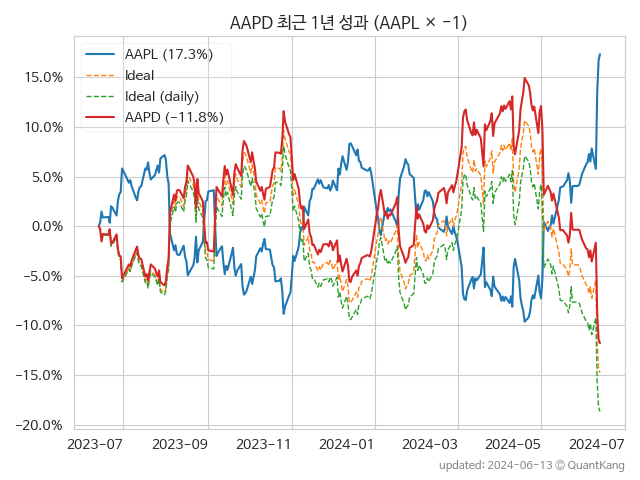 AAPD 최근 1년 성과 (AAPL × −1)
AAPL (17.3%)
Ideal
Ideal (daily)
AAPD (−11.8%)
15.0%
10.0%
5.0%
0.0%
−5.0%
−10.0%
−15.0%
−20.0%
2023−07 2023−09 2023−11 2024−01 2024−03 2024−05 2024−07
updated: 2024-06-13 © QuantKang